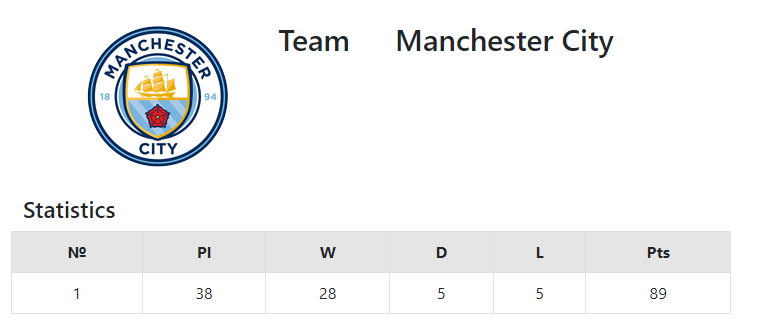 MANCHESTER
18 94
CITY
Team Manchester City
Statistics
№ Pl W D L Pts
1 38 28 5 5 89